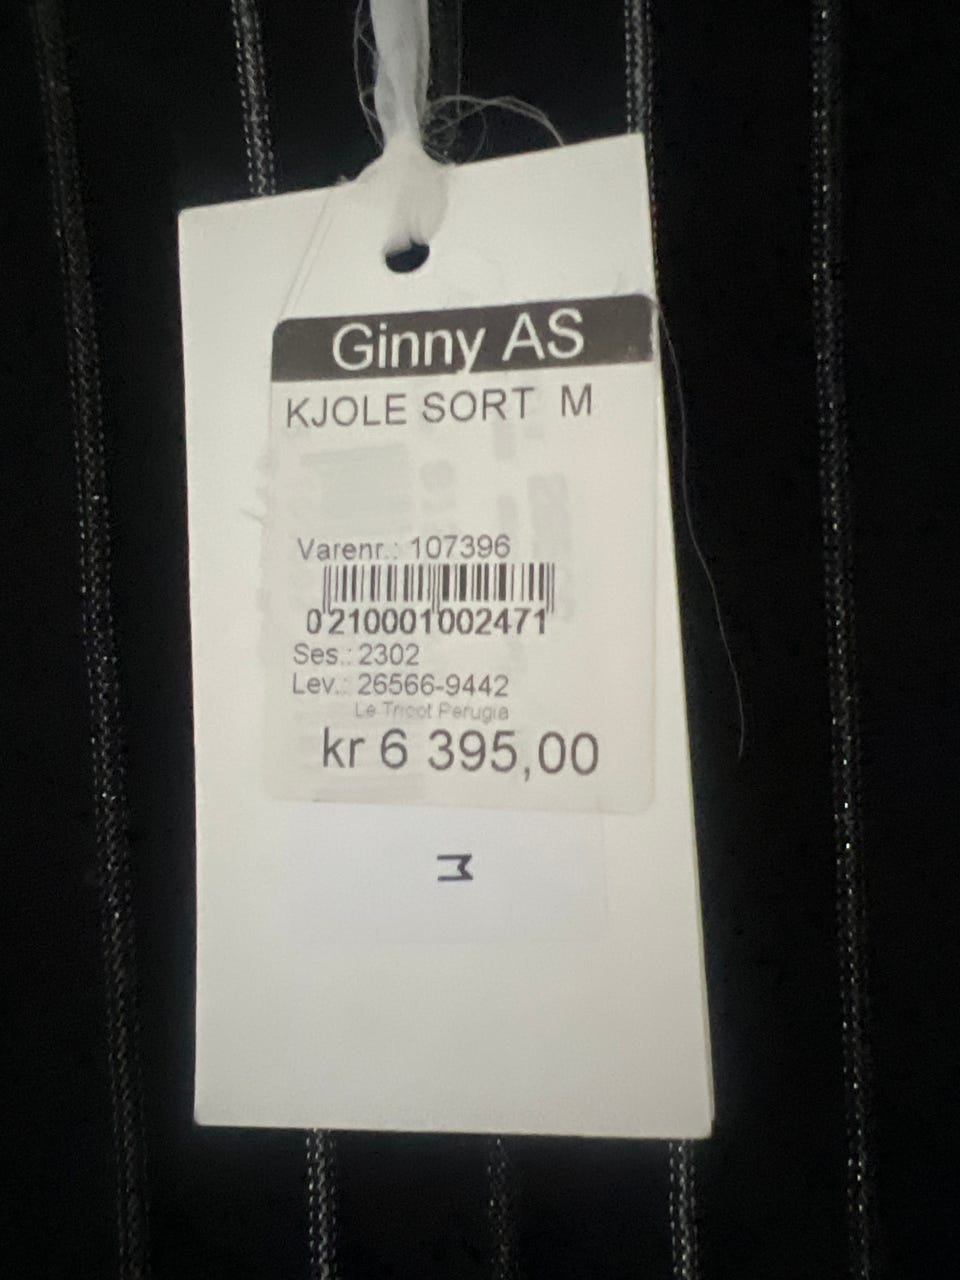 Ginny AS
KJOLE SORT M
Varenr.: 107396
0210001002471
Ses.: 2302
Lev.: 26566-9442
Le Tricot Perugia
kr 6 395,00
M